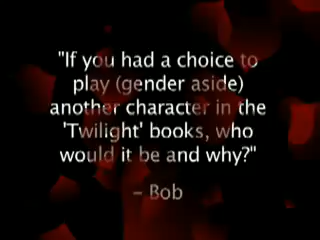 "If you had a choice to
play (gender aside)
another character in the
'Twilight' books, who
would it be and why?"
– Bob